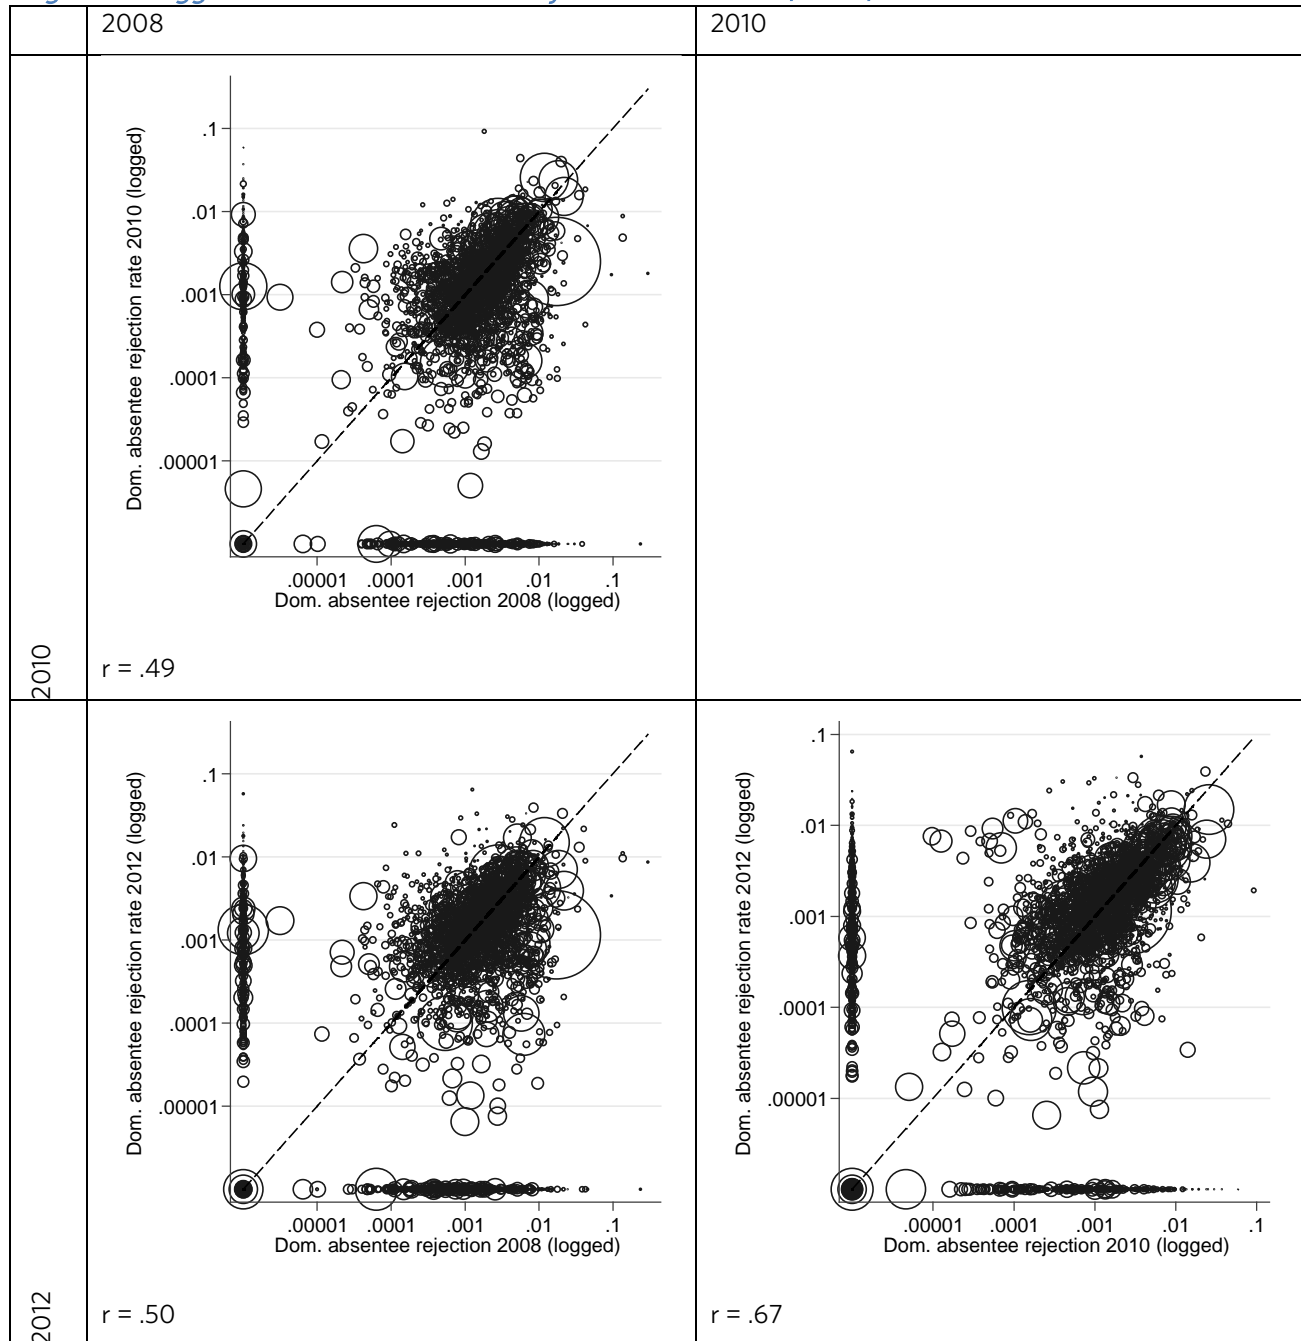 2008
2010
.1
.01
.001
.0001
.00001
Dom. absentee rejection rate 2010 (logged)
.00001 .0001 .001 .01 .1
Dom. absentee rejection 2008 (logged)
2010
r = .49
.1
.01
.001
.0001
.00001
Dom. absentee rejection rate 2012 (logged)
.00001 .0001 .001 .01 .1
Dom. absentee rejection 2008 (logged)
2012
r = .50
.1
.01
.001
.0001
.00001
Dom. absentee rejection rate 2012 (logged)
.00001 .0001 .001 .01 .1
Dom. absentee rejection 2010 (logged)
r = .67